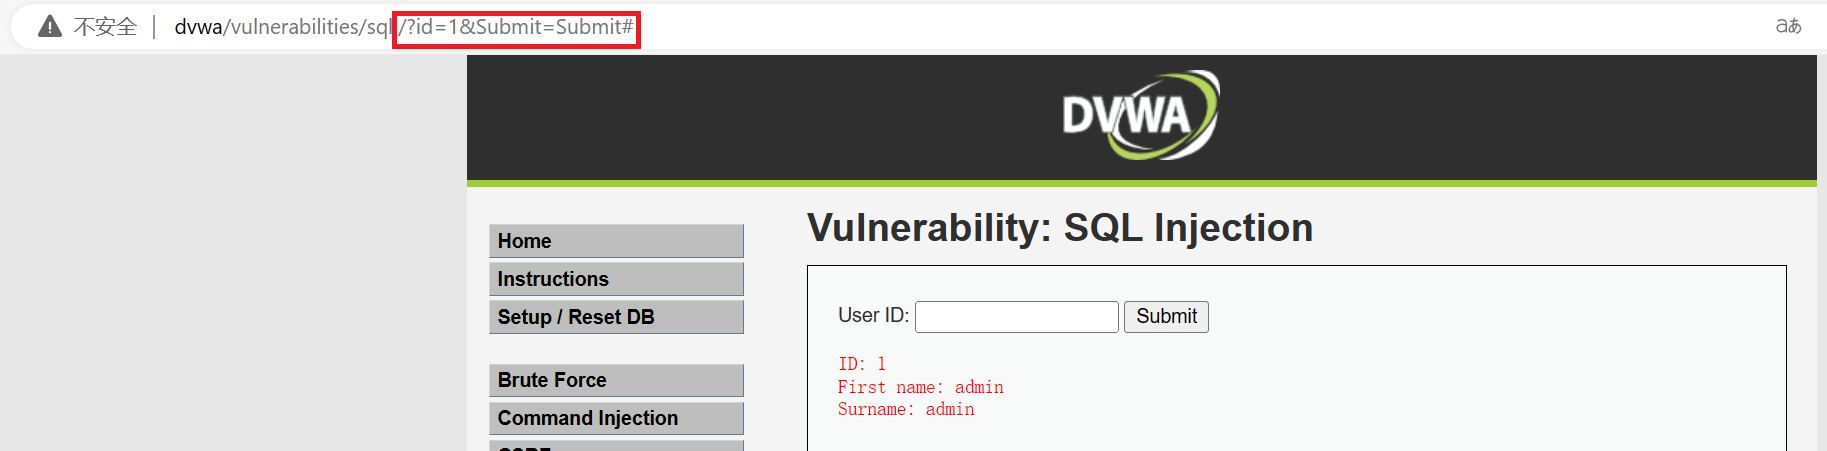 不安全 | dvwa/vulnerabilities/sqli/?id=1&Submit=Submit#
aあ
DVWA
Home
Instructions
Setup / Reset DB
Brute Force
Command Injection
Vulnerability: SQL Injection
User ID: Submit
ID: 1
First name: admin
Surname: admin